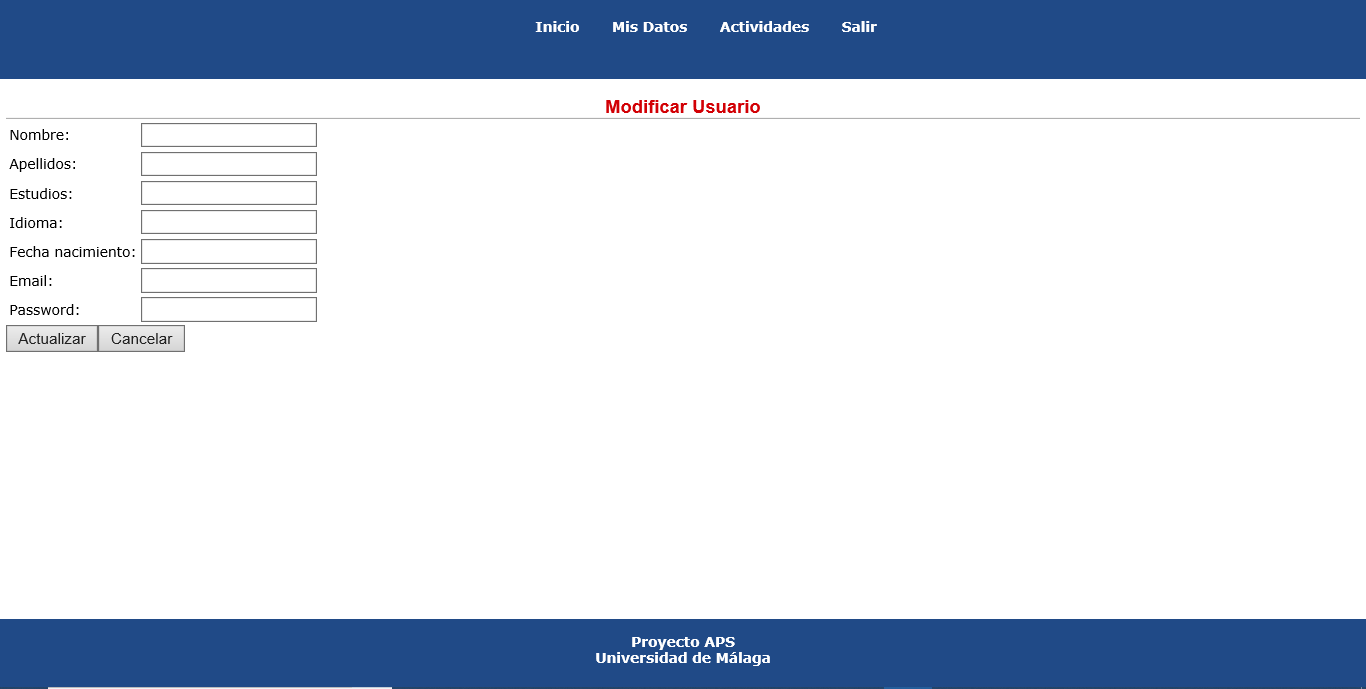 Inicio Mis Datos Actividades Salir
Modificar Usuario
Nombre:
Apellidos:
Estudios:
Idioma:
Fecha nacimiento:
Email:
Password:
Actualizar Cancelar
Proyecto APS
Universidad de Málaga